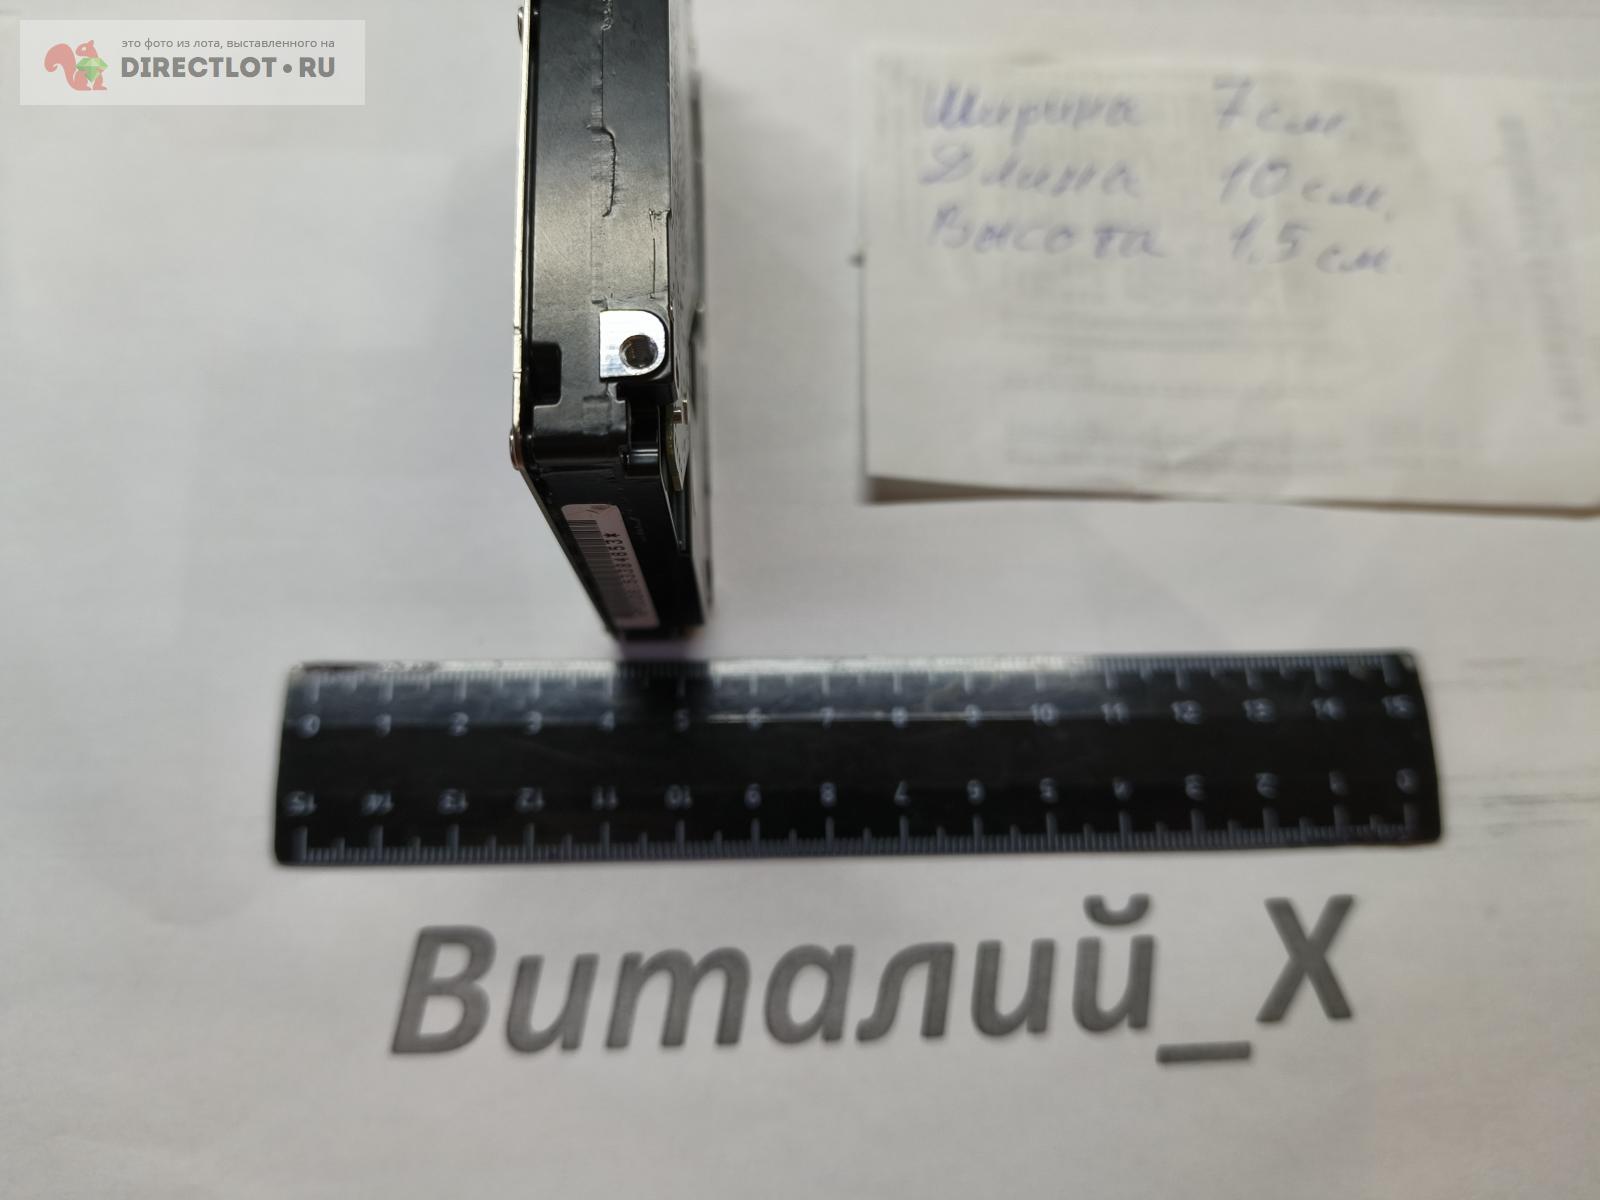 это фото из лота, выставленного на
DIRECTLOT•RU
Ширина 7 см.
Длина 10 см.
Высота 1,5 см.
0 1 2 3 4 5 6 7 8 9 10 11 12 13 14 15
15 14 13 12 11 10 9 8 7 6 5 4 3 2 1 0
Виталий_Х